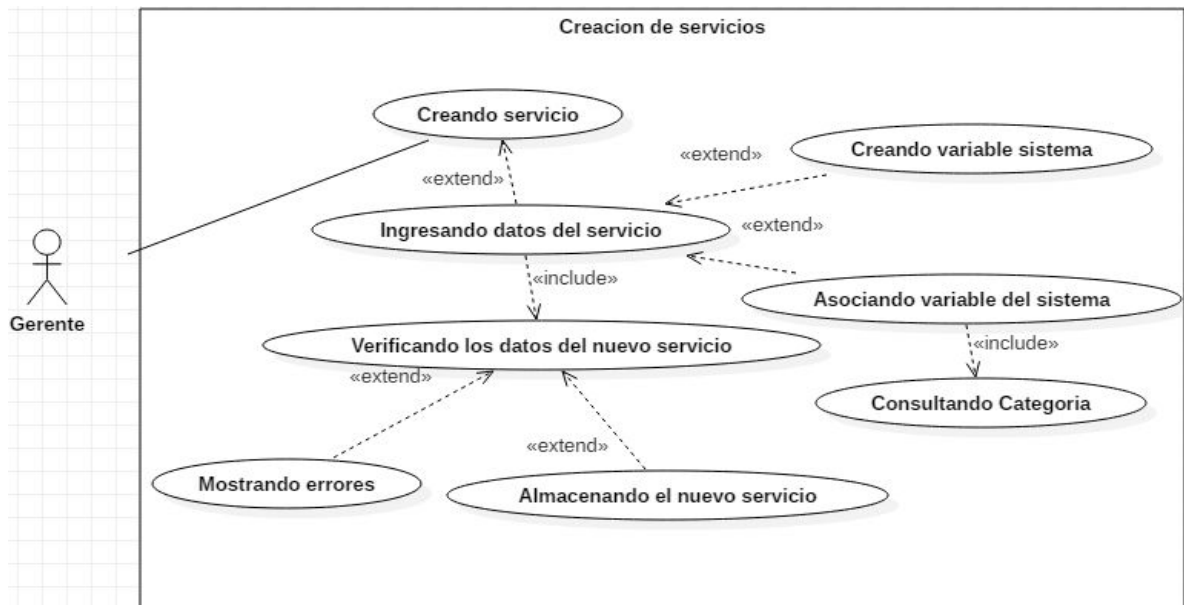 Creacion de servicios
Creando servicio
«extend»
Creando variable sistema
«extend»
Ingresando datos del servicio
«extend»
«include»
Gerente
Asociando variable del sistema
Verificando los datos del nuevo servicio
«include»
«extend»
Consultando Categoria
«extend»
Mostrando errores
Almacenando el nuevo servicio